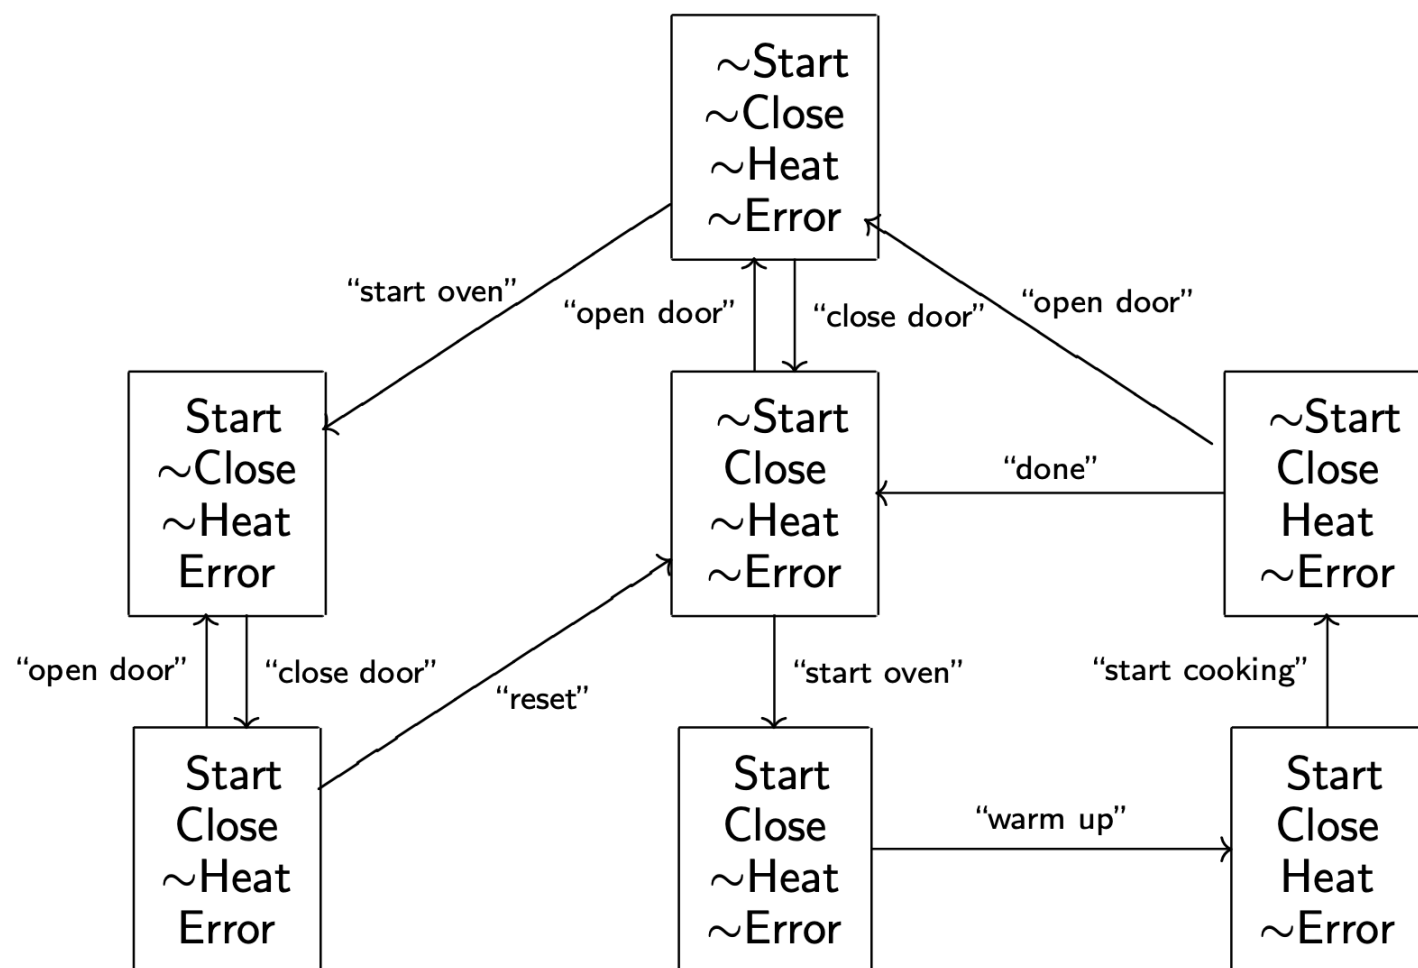 ~Start
~Close
~Heat
~Error
“start oven”
“open door”
“close door”
“open door”
Start
~Close
~Heat
Error
~Start
Close
~Heat
~Error
“done”
~Start
Close
Heat
~Error
“open door”
“close door”
“reset”
“start oven”
“start cooking”
Start
Close
~Heat
Error
Start
Close
~Heat
~Error
“warm up”
Start
Close
Heat
~Error